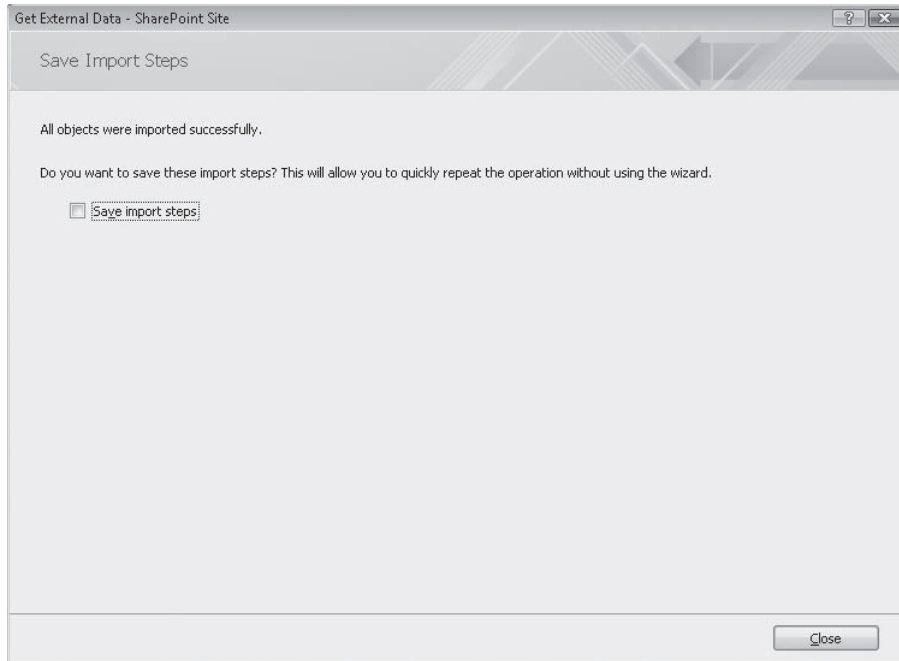 Get External Data - SharePoint Site
Save Import Steps
All objects were imported successfully.
Do you want to save these import steps? This will allow you to quickly repeat the operation without using the wizard.
Save import steps
Close